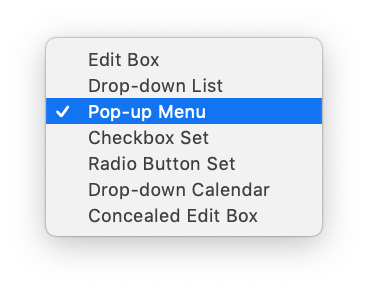 Edit Box
Drop-down List
Pop-up Menu
Checkbox Set
Radio Button Set
Drop-down Calendar
Concealed Edit Box